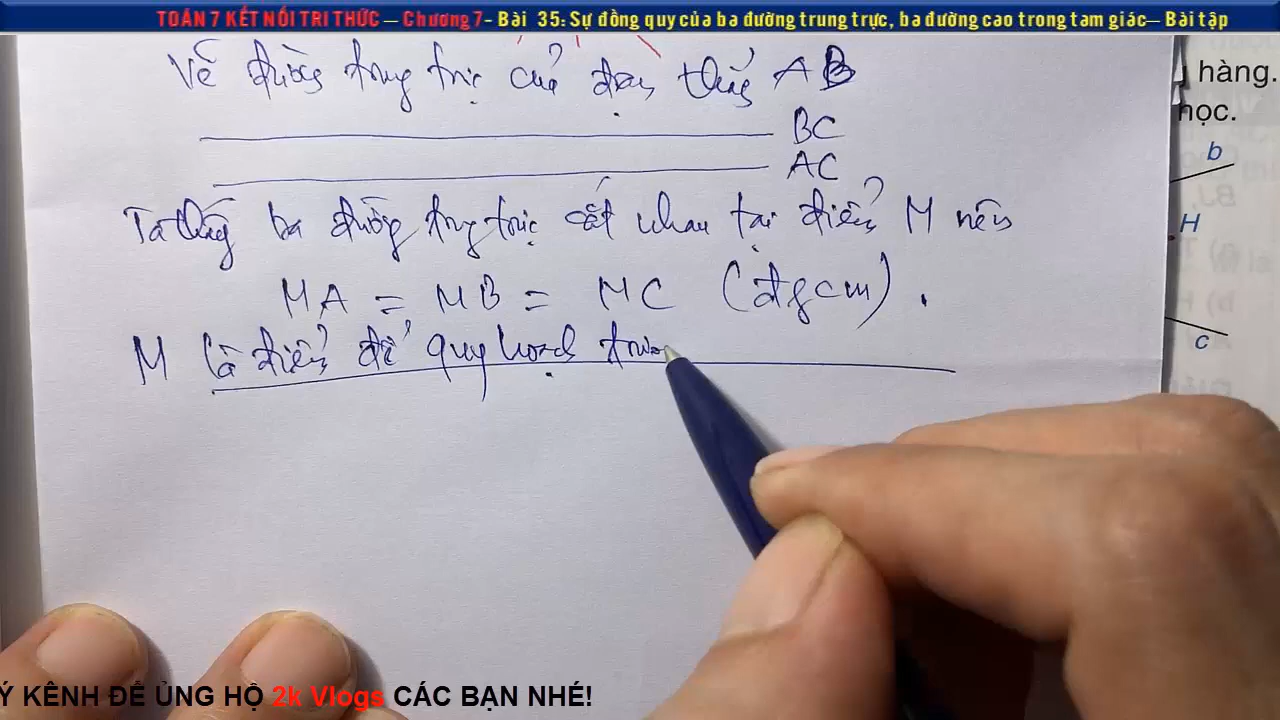 TOÁN 7 KẾT NỐI TRI THỨC – Chương 7- Bài 35: Sự đồng quy của ba đường trung trực, ba đường cao trong tam giác– Bài tập
Vẽ đường trung trực của đoạn thẳng AB
BC
AC
Ta thấy ba đường trung trực cắt nhau tại điểm M nên
MA = MB = MC (đgcm).
M là điểm để quy hoạch
hàng.
học.
b
H
c
Ý KÊNH ĐỂ ỦNG HỘ 2k Vlogs CÁC BẠN NHÉ!